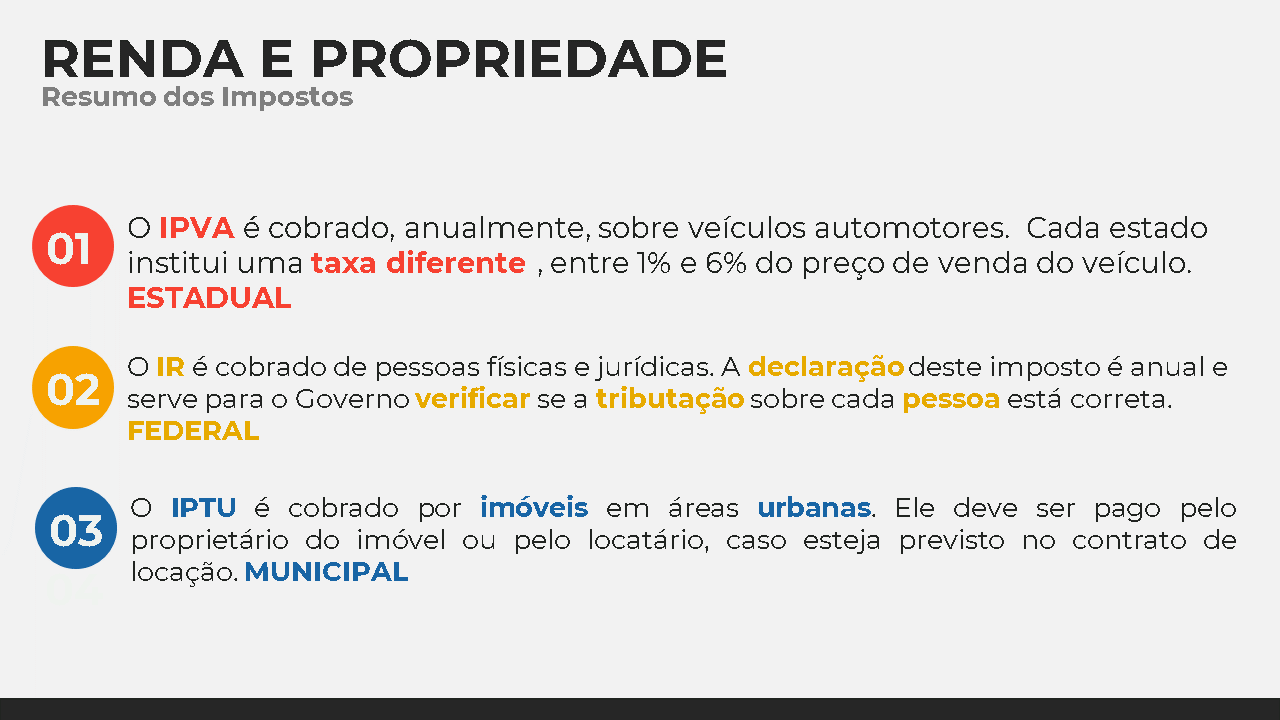 RENDA E PROPRIEDADE
Resumo dos Impostos
01
O IPVA é cobrado, anualmente, sobre veículos automotores.  Cada estado
institui uma taxa diferente , entre 1% e 6% do preço de venda do veículo.
ESTADUAL
02
O IR é cobrado de pessoas físicas e jurídicas. A declaração deste imposto é anual e
serve para o Governo verificar se a tributação sobre cada pessoa está correta.
FEDERAL
03
O IPTU é cobrado por imóveis em áreas urbanas. Ele deve ser pago pelo
proprietário do imóvel ou pelo locatário, caso esteja previsto no contrato de
locação. MUNICIPAL